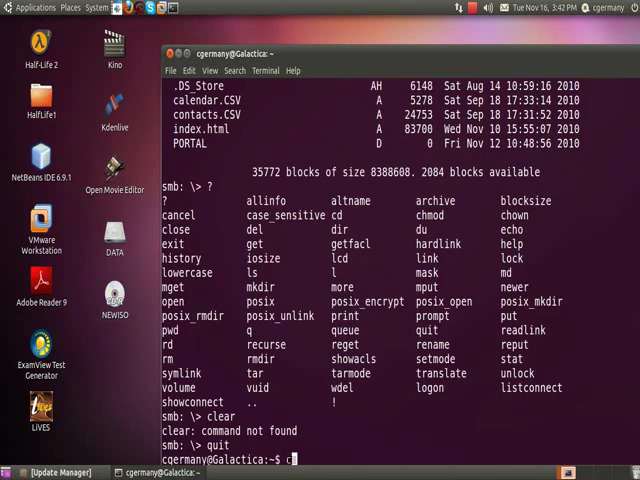 Applications Places System
Tue Nov 16, 3:42 PM cgermany
Half-Life 2
Kino
HalfLife1
Kdenlive
NetBeans IDE 6.9.1
Open Movie Editor
VMware
Workstation
DATA
Adobe Reader 9
NEWISO
ExamView Test
Generator
LiVES
cgermany@Galactica: ~
File Edit View Search Terminal Help
.DS_Store AH 6148 Sat Aug 14 10:59:16 2010
calendar.CSV A 5278 Sat Sep 18 17:33:14 2010
contacts.CSV A 24753 Sat Sep 18 17:31:52 2010
index.html A 83700 Wed Nov 10 15:55:07 2010
PORTAL D 0 Fri Nov 12 10:48:56 2010
35772 blocks of size 8388608. 2084 blocks available
smb: \> ?
? allinfo altname archive blocksize
cancel case_sensitive cd chmod chown
close del dir du echo
exit get getfacl hardlink help
history iosize lcd link lock
lowercase ls l mask md
mget mkdir more mput newer
open posix posix_encrypt posix_open posix_mkdir
posix_rmdir posix_unlink print prompt put
pwd q queue quit readlink
rd recurse reget rename reput
rm rmdir showacls setmode stat
symlink tar tarmode translate unlock
volume vuid wdel logon listconnect
showconnect .. !
smb: \> clear
clear: command not found
smb: \> quit
cgermany@Galactica:~$ c
[Update Manager]
cgermany@Galactica: ~